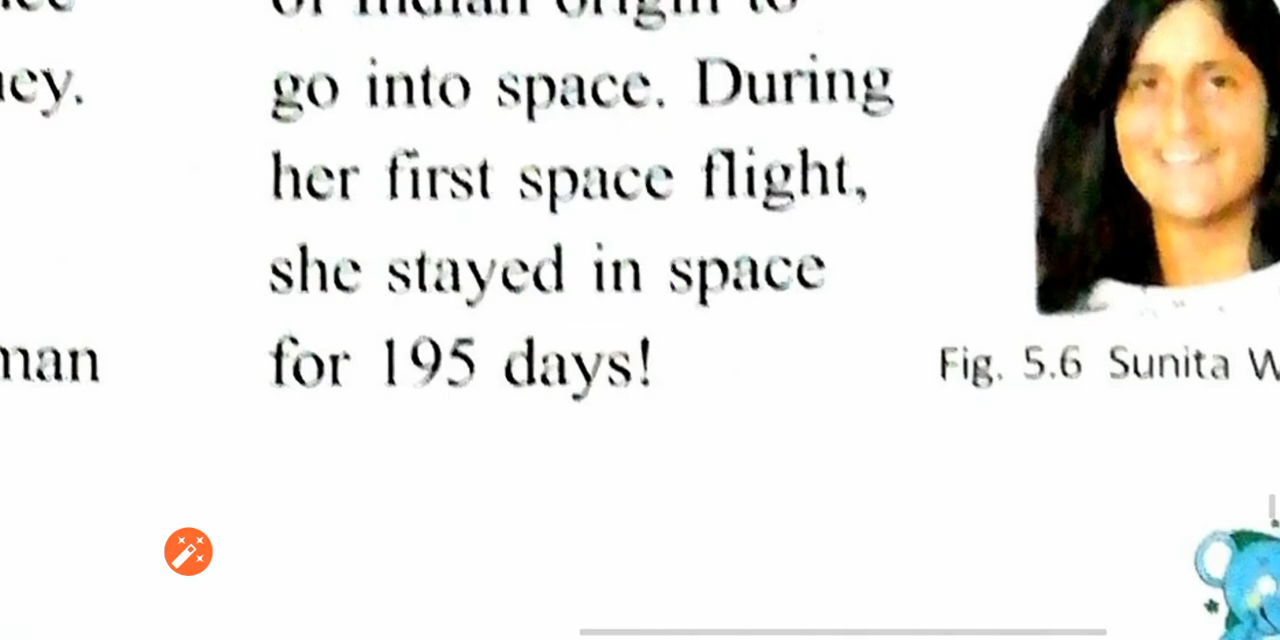 ey.
man
go into space. During
her first space flight,
she stayed in space
for 195 days!
Fig. 5.6 Sunita W